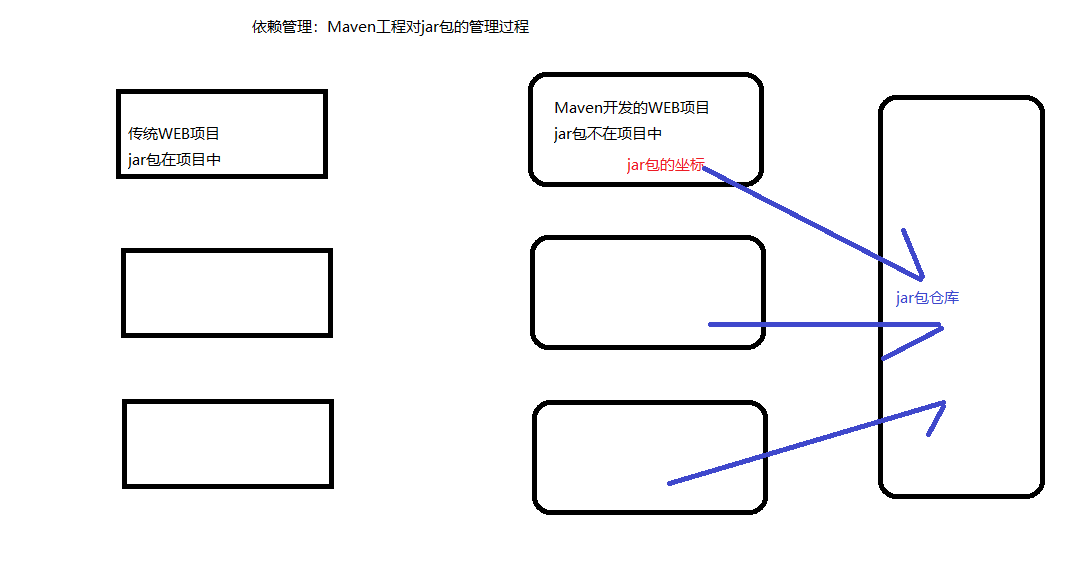 依赖管理：Maven工程对jar包的管理过程
传统WEB项目
jar包在项目中
Maven开发的WEB项目
jar包不在项目中
jar包的坐标
jar包仓库